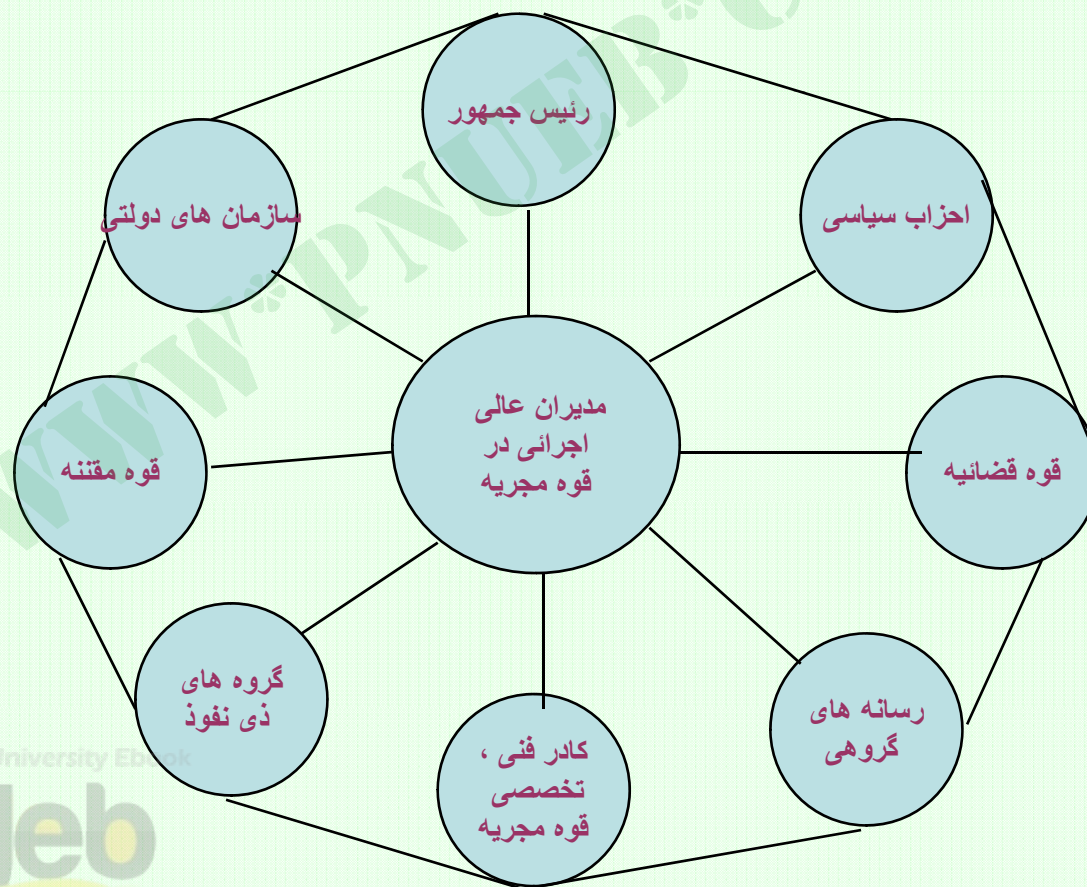 رئیس جمهور
سازمان های دولتی
احزاب سیاسی
مدیران عالی
اجرائی در
قوه مجریه
قوه مقننه
قوه قضائیه
گروه های
ذی نفوذ
رسانه های
گروهی
کادر فنی ،
تخصصی
قوه مجریه
WWW*PNUEB*
University Ebook
eb